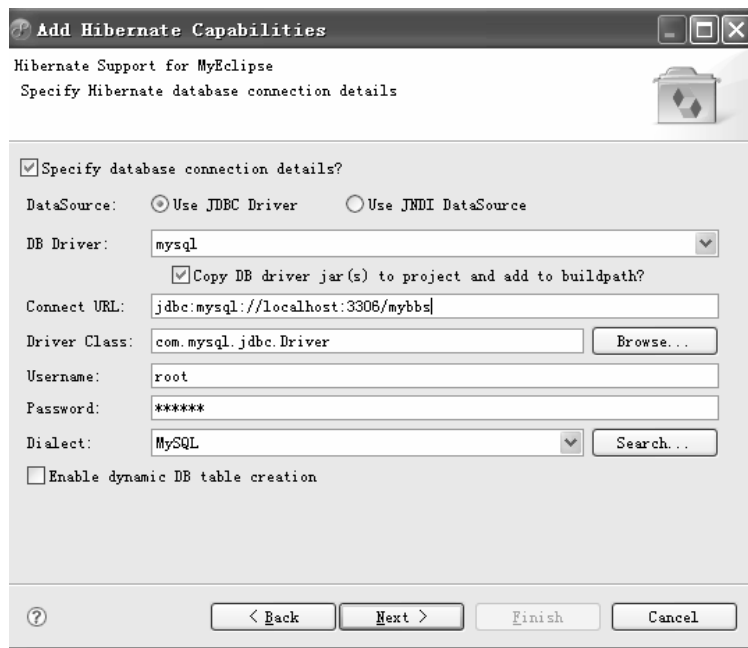 Add Hibernate Capabilities
Hibernate Support for MyEclipse
Specify Hibernate database connection details
Specify database connection details?
DataSource: Use JDBC Driver Use JNDI DataSource
DB Driver: mysql
Copy DB driver jar(s) to project and add to buildpath?
Connect URL: jdbc:mysql://localhost:3306/mybbs
Driver Class: com.mysql.jdbc.Driver Browse...
Username: root
Password: ******
Dialect: MySQL Search...
Enable dynamic DB table creation
? < Back Next > Finish Cancel